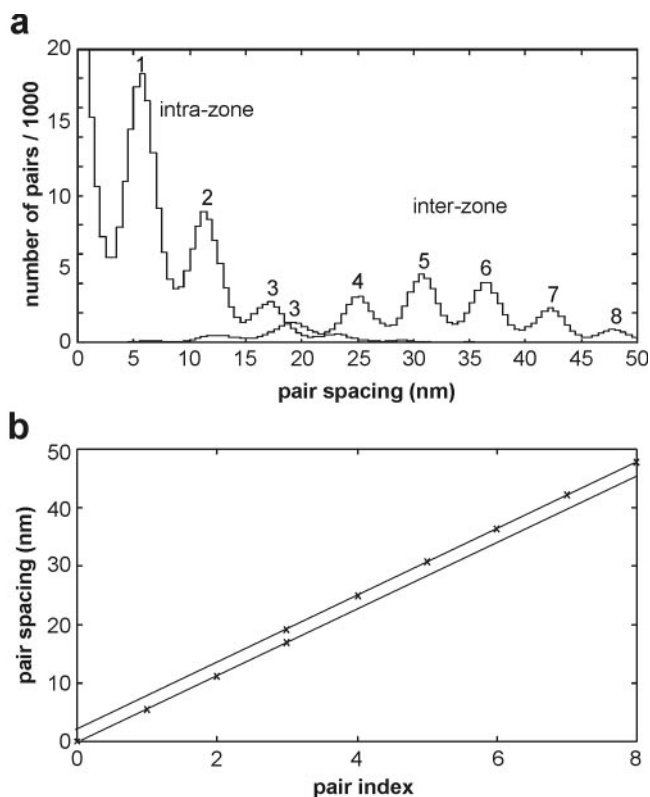 a
number of pairs / 1000
20
15
10
5
0
1
intra-zone
2
3
3
inter-zone
4
5
6
7
8
0 5 10 15 20 25 30 35 40 45 50
pair spacing (nm)
b
pair spacing (nm)
50
40
30
20
10
0
0 2 4 6 8
pair index